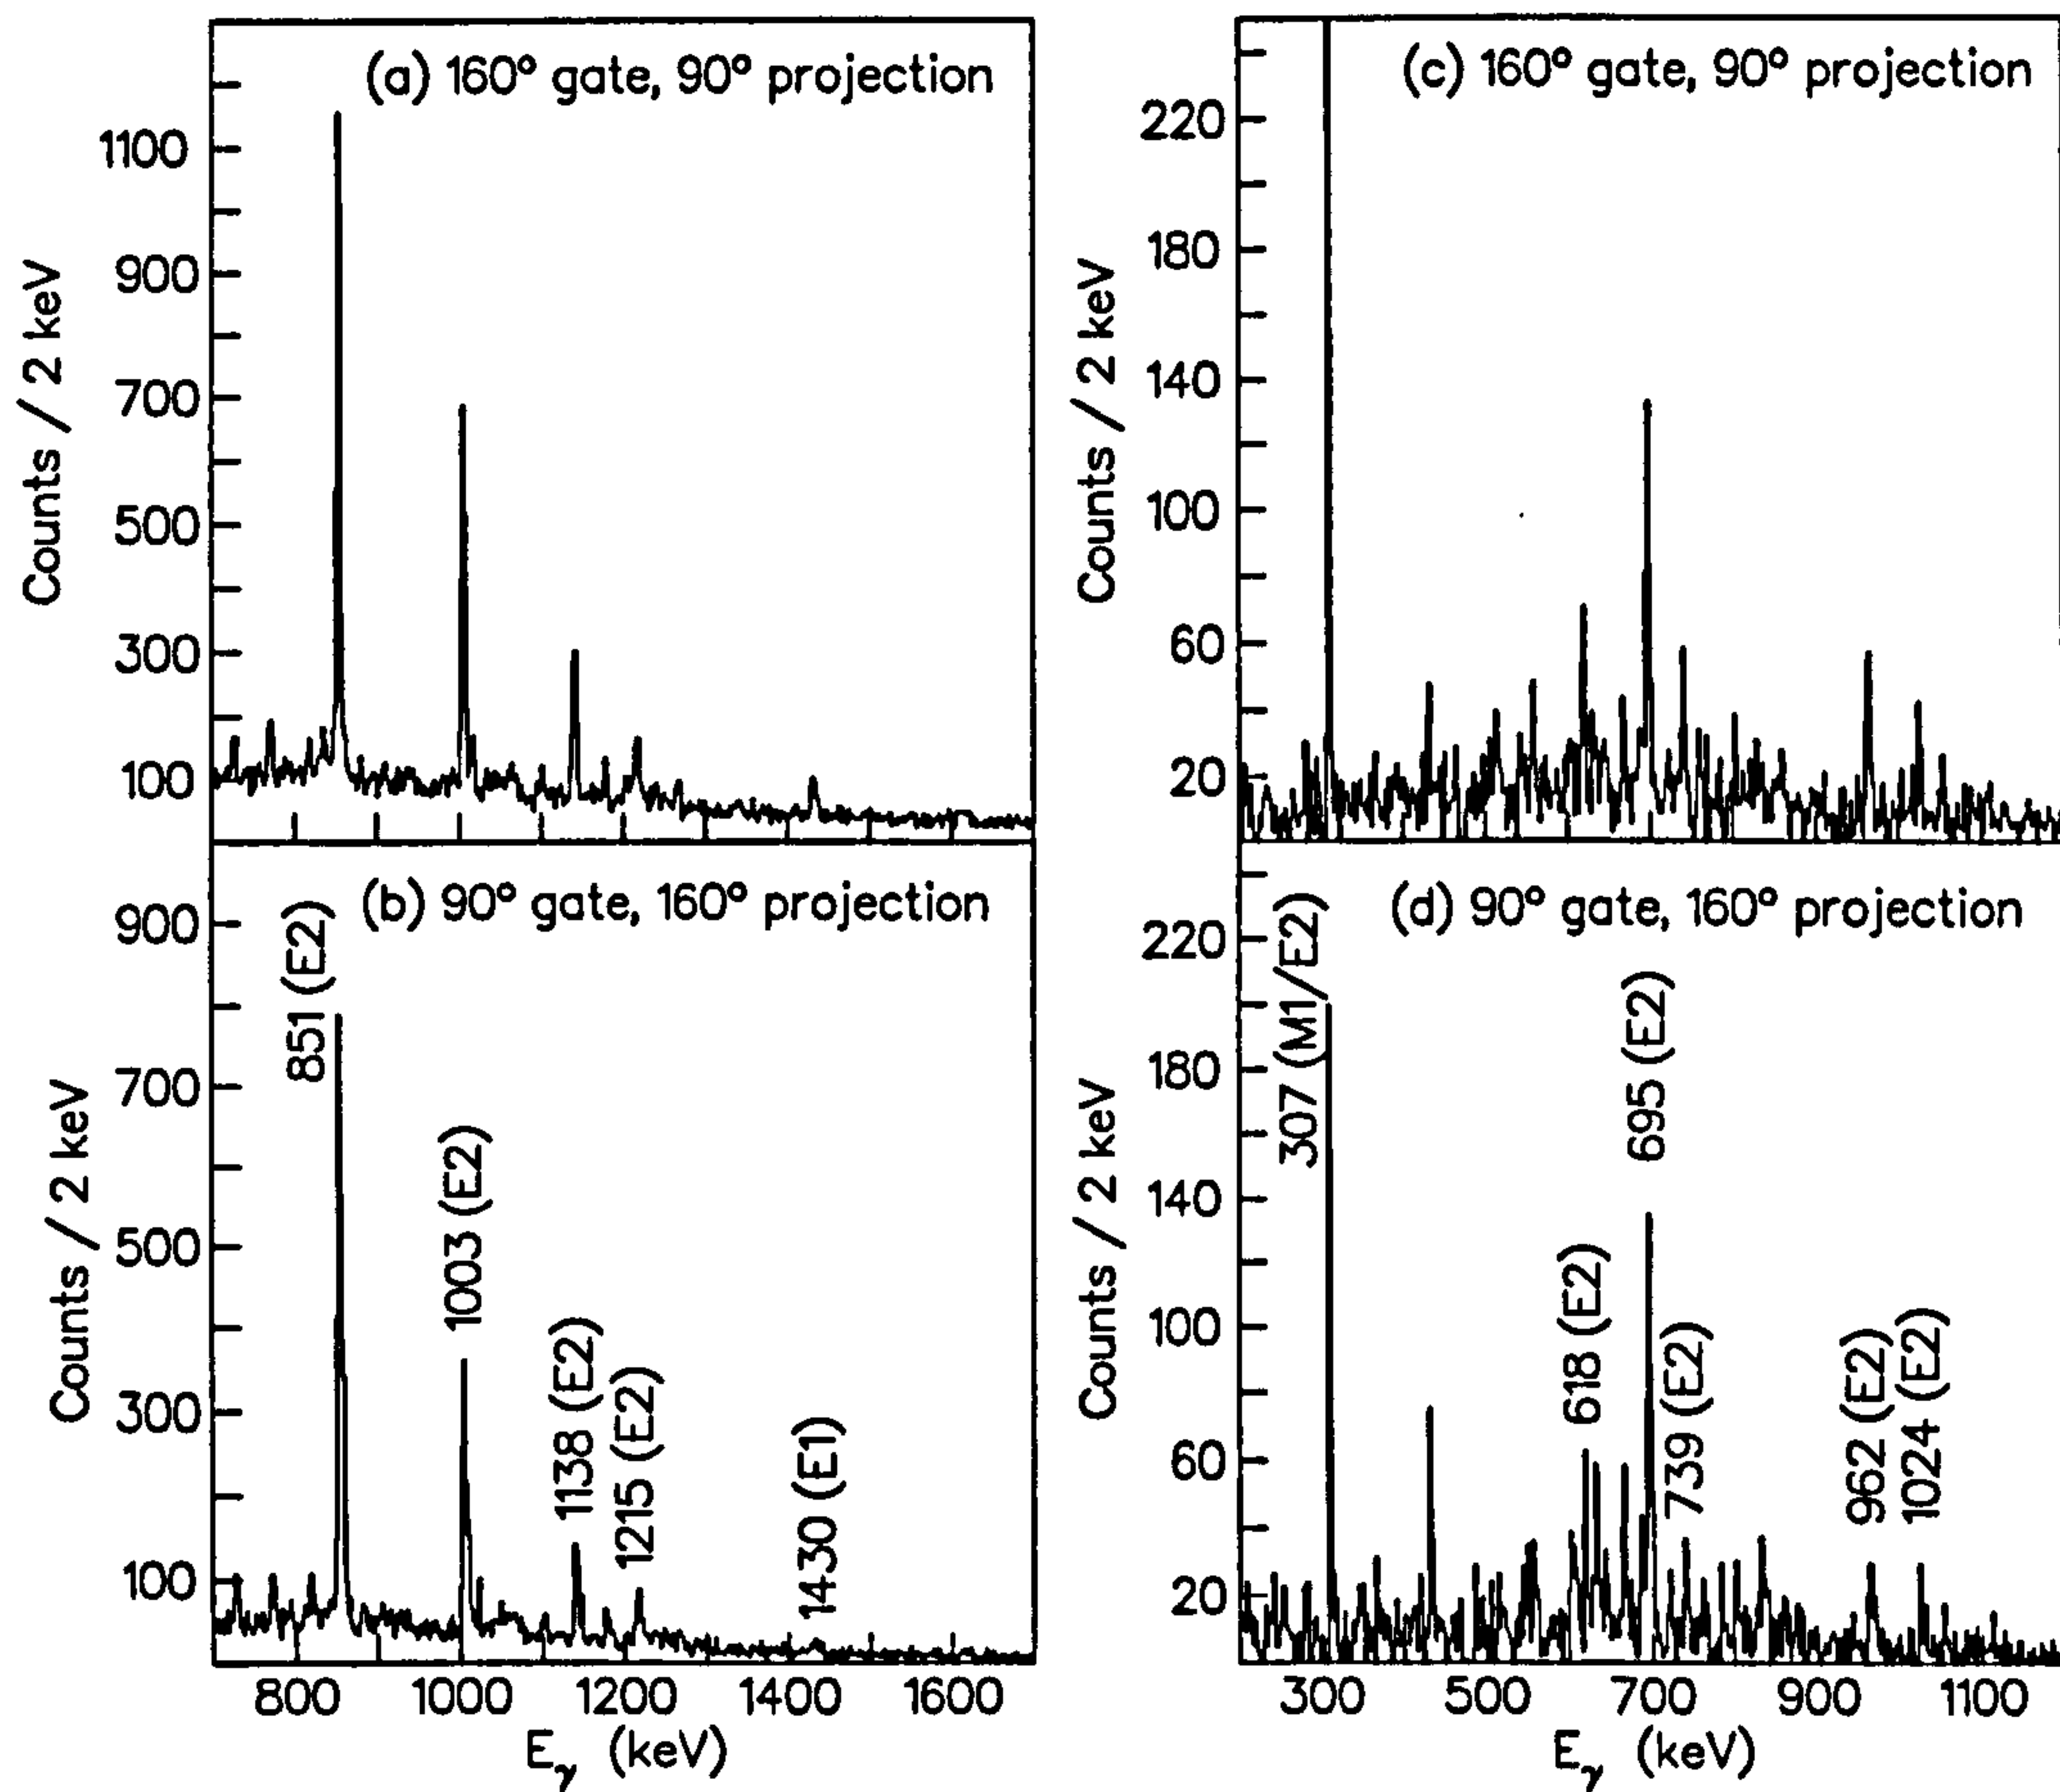 (a) 160° gate, 90° projection
1100
900
700
500
300
100
Counts / 2 keV
(b) 90° gate, 160° projection
900
700
500
300
100
Counts / 2 keV
851 (E2)
1003 (E2)
1138 (E2)
1215 (E2)
1430 (E1)
800 1000 1200 1400 1600
Eγ (keV)
(c) 160° gate, 90° projection
220
180
140
100
60
20
Counts / 2 keV
(d) 90° gate, 160° projection
220
180
140
100
60
20
Counts / 2 keV
307 (M1/E2)
618 (E2)
695 (E2)
739 (E2)
962 (E2)
1024 (E2)
300 500 700 900 1100
Eγ (keV)